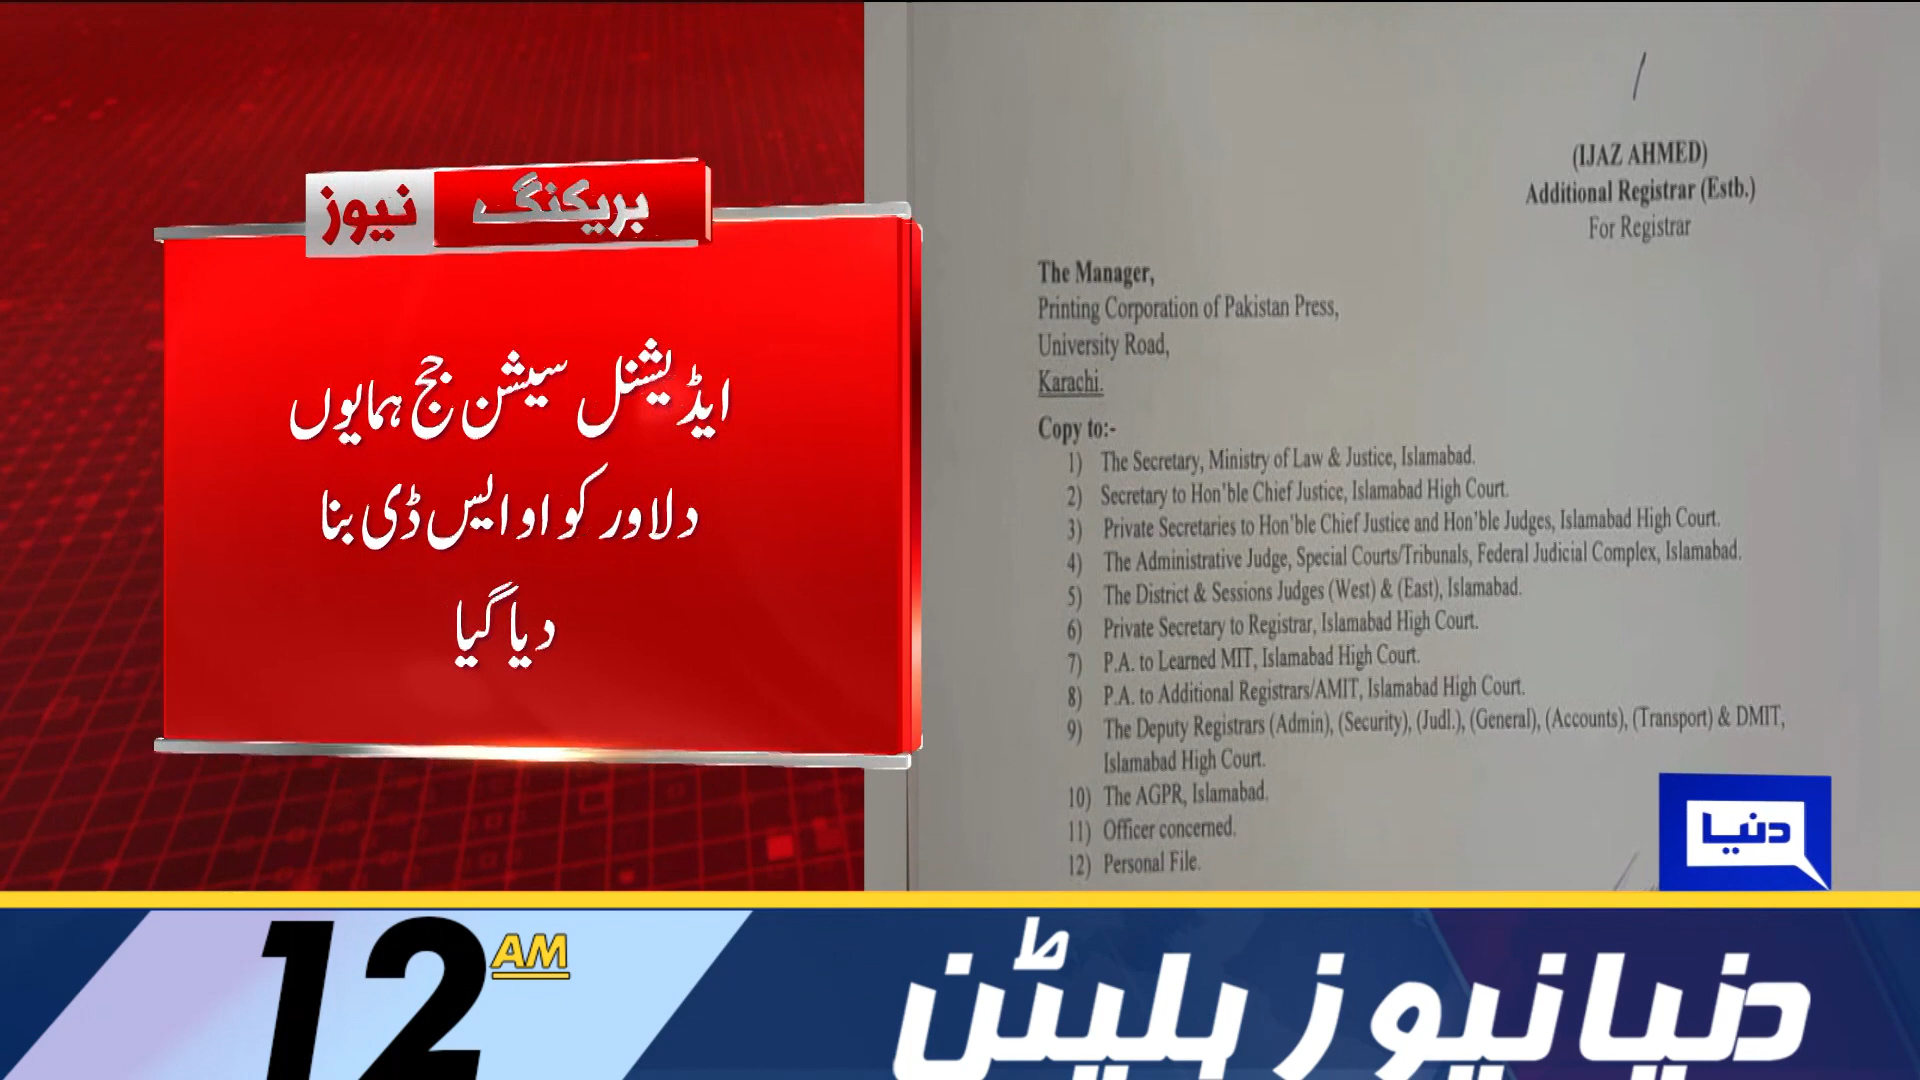 بریکنگ نیوز
ایڈیشنل سیشن جج ہمایوں
دلاور کو او ایس ڈی بنا
دیا گیا
(IJAZ AHMED)
Additional Registrar (Estb.)
For Registrar
The Manager,
Printing Corporation of Pakistan Press,
University Road,
Karachi.
Copy to:-
1) The Secretary, Ministry of Law & Justice, Islamabad.
2) Secretary to Hon'ble Chief Justice, Islamabad High Court.
3) Private Secretaries to Hon'ble Chief Justice and Hon'ble Judges, Islamabad High Court.
4) The Administrative Judge, Special Courts/Tribunals, Federal Judicial Complex, Islamabad.
5) The District & Sessions Judges (West) & (East), Islamabad.
6) Private Secretary to Registrar, Islamabad High Court.
7) P.A. to Learned MIT, Islamabad High Court.
8) P.A. to Additional Registrars/AMIT, Islamabad High Court.
9) The Deputy Registrars (Admin), (Security), (Judl.), (General), (Accounts), (Transport) & DMIT,
Islamabad High Court.
10) The AGPR, Islamabad.
11) Officer concerned.
12) Personal File.
دنیا
12 AM
دنیا نیوز بلیٹن